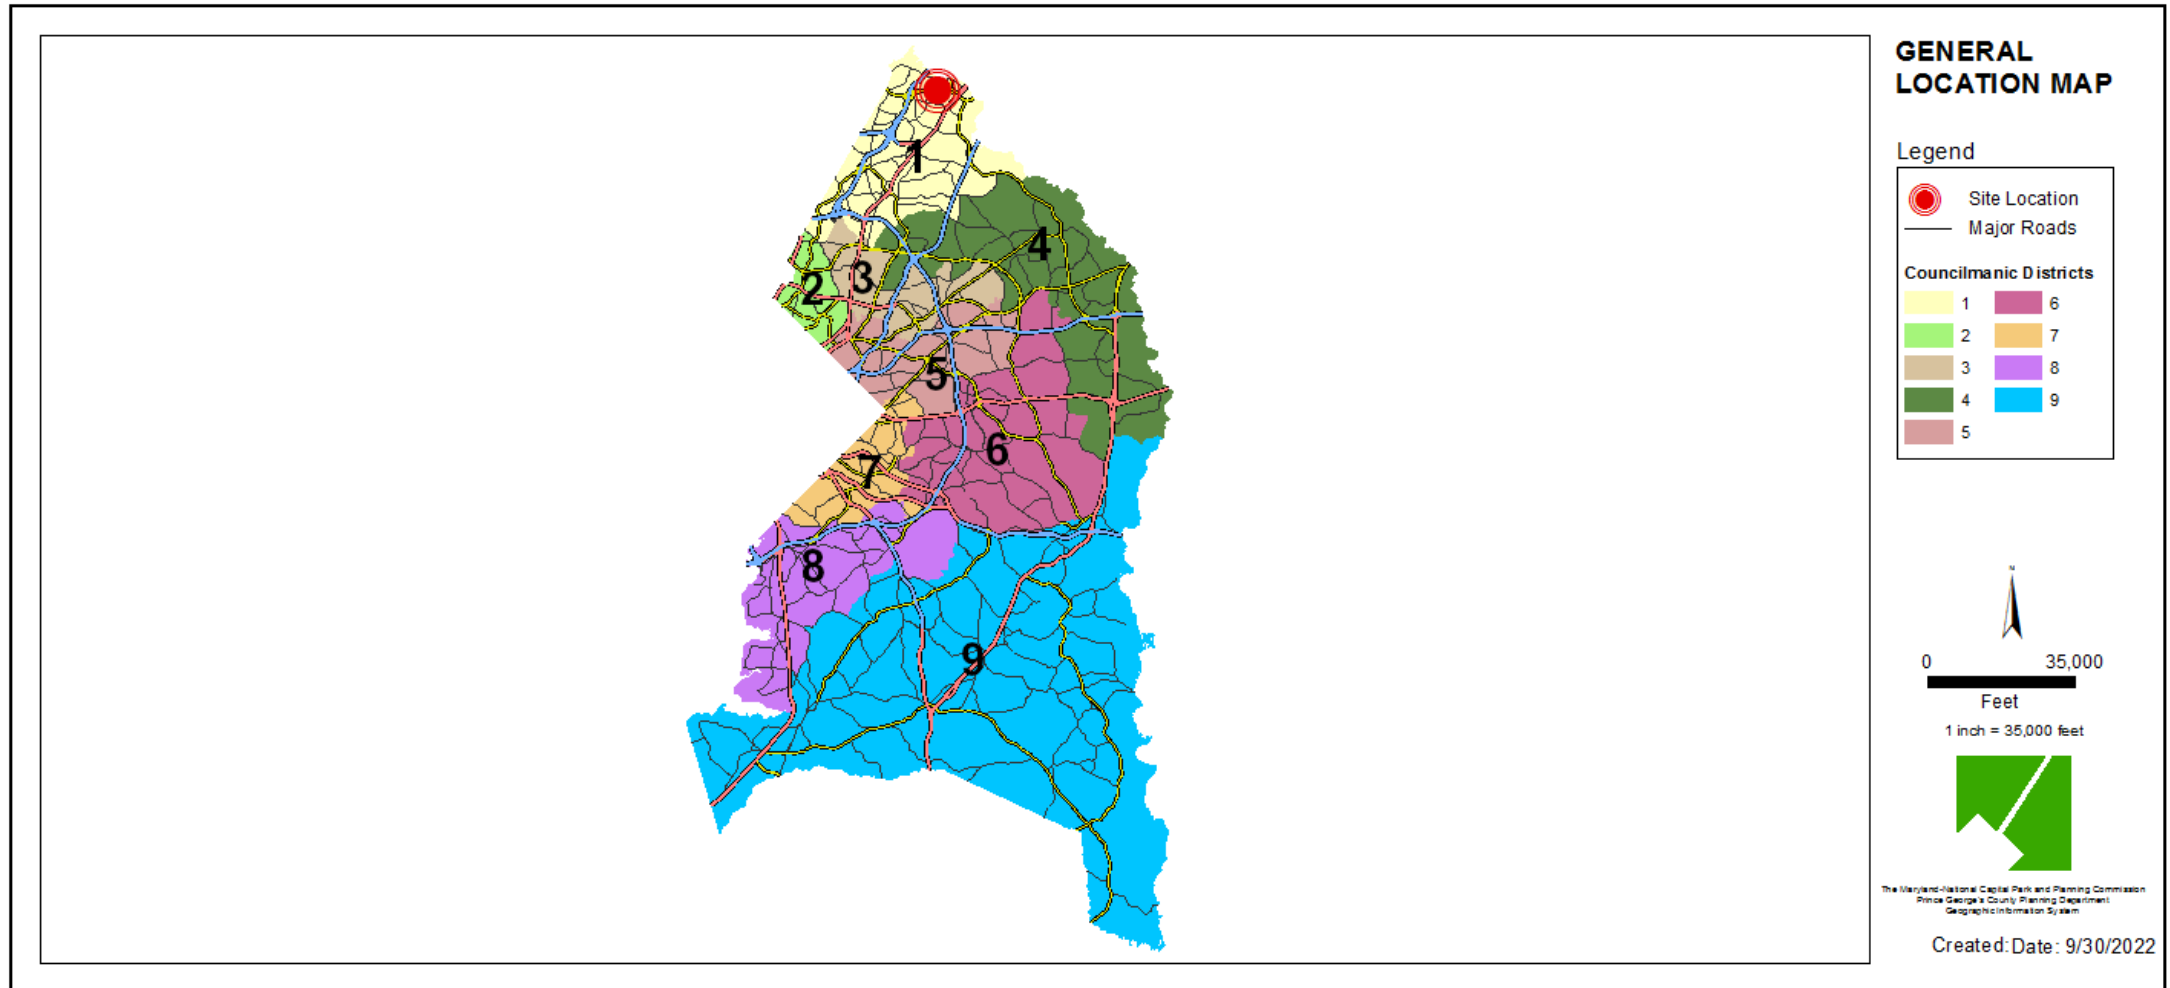 GENERAL
LOCATION MAP
Legend
Site Location
Major Roads
Councilmanic Districts
1 6
2 7
3 8
4 9
5
1
4
3
2
5
6
7
8
9
N
0 35,000
Feet
1 inch = 35,000 feet
The Maryland-National Capital Park and Planning Commission
Prince George's County Planning Department
Geographic Information System
Created: Date: 9/30/2022